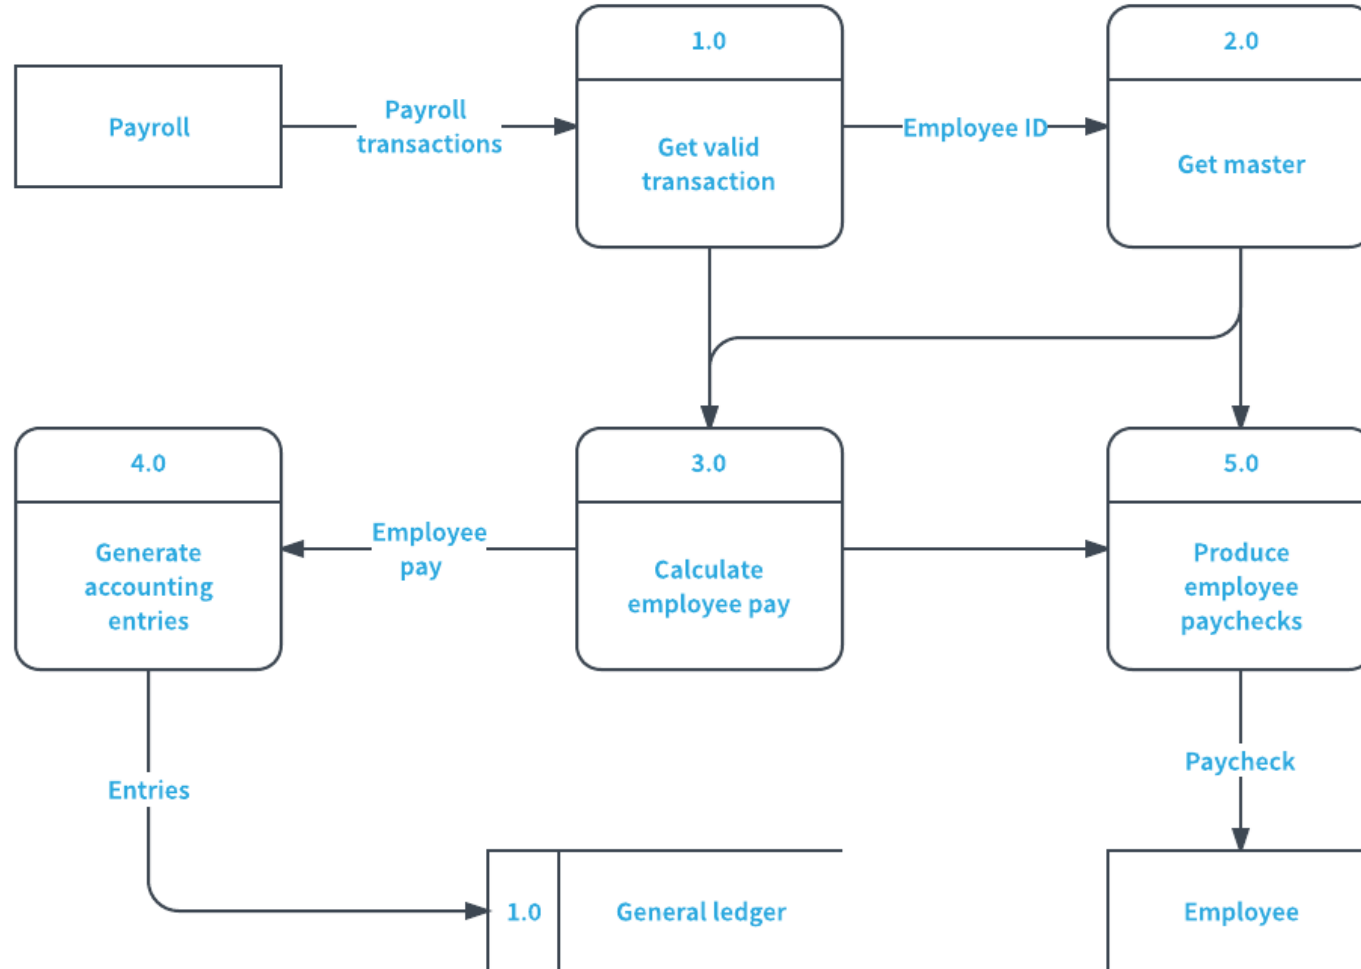 1.0
2.0
Payroll
Payroll
transactions
Get valid
transaction
Employee ID
Get master
4.0
3.0
5.0
Generate
accounting
entries
Employee
pay
Calculate
employee pay
Produce
employee
paychecks
Entries
Paycheck
1.0
General ledger
Employee